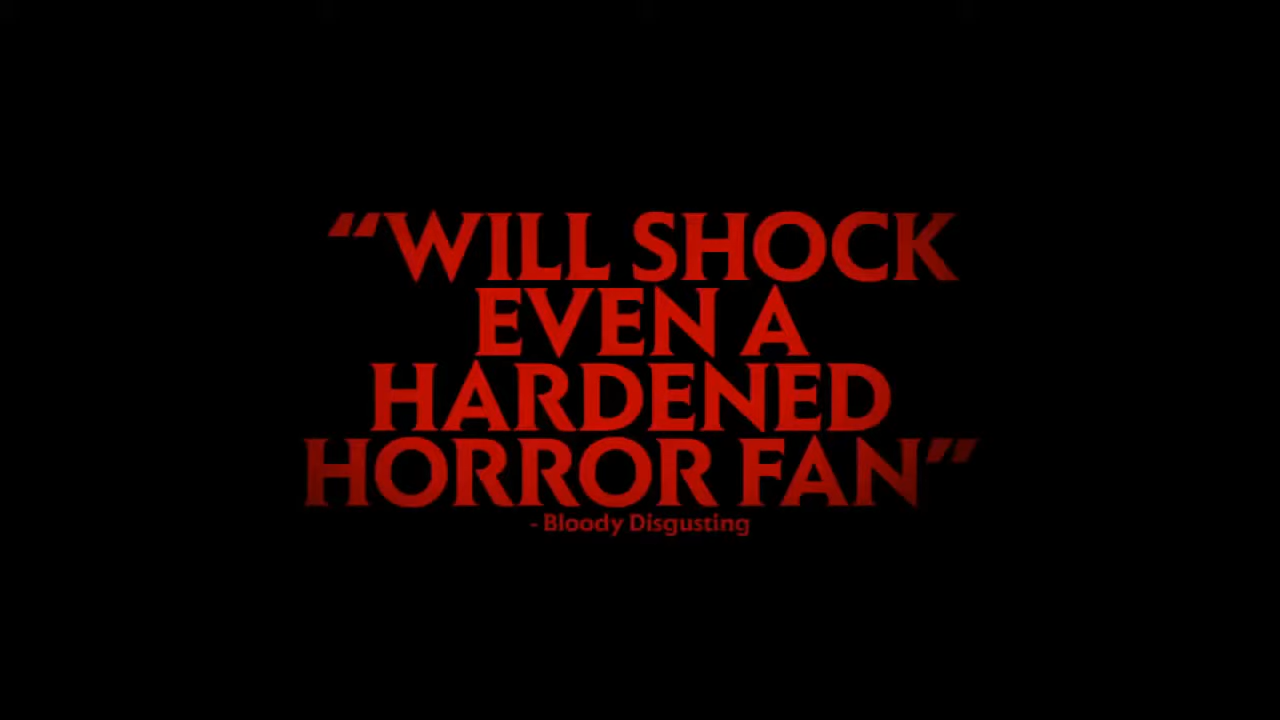 “WILL SHOCK
EVEN A
HARDENED
HORROR FAN”
- Bloody Disgusting